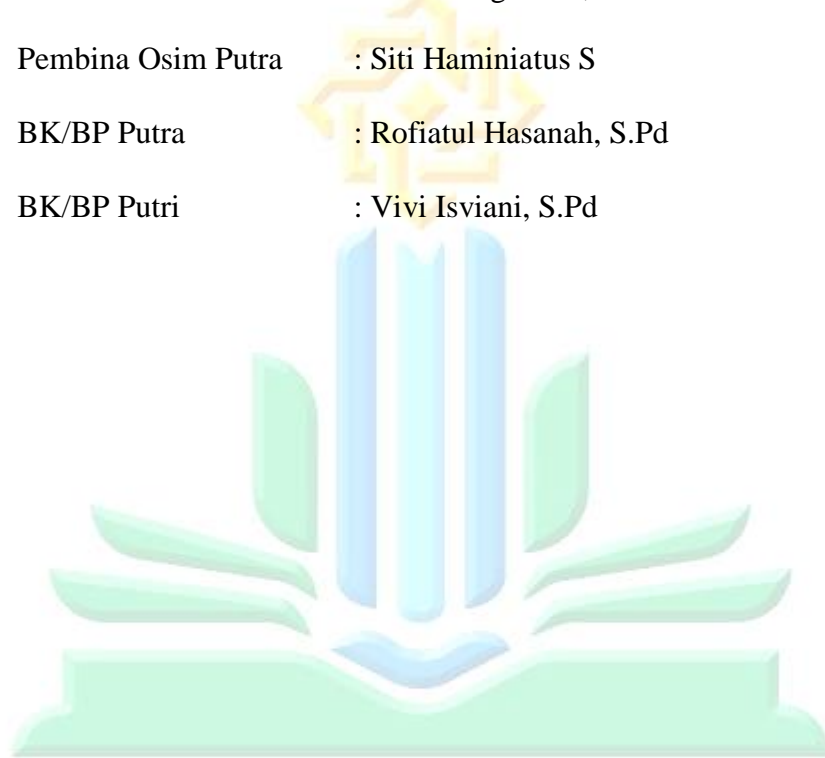 Pembina Osim Putra : Siti Haminiatus S
BK/BP Putra : Rofiatul Hasanah, S.Pd
BK/BP Putri : Vivi Isviani, S.Pd